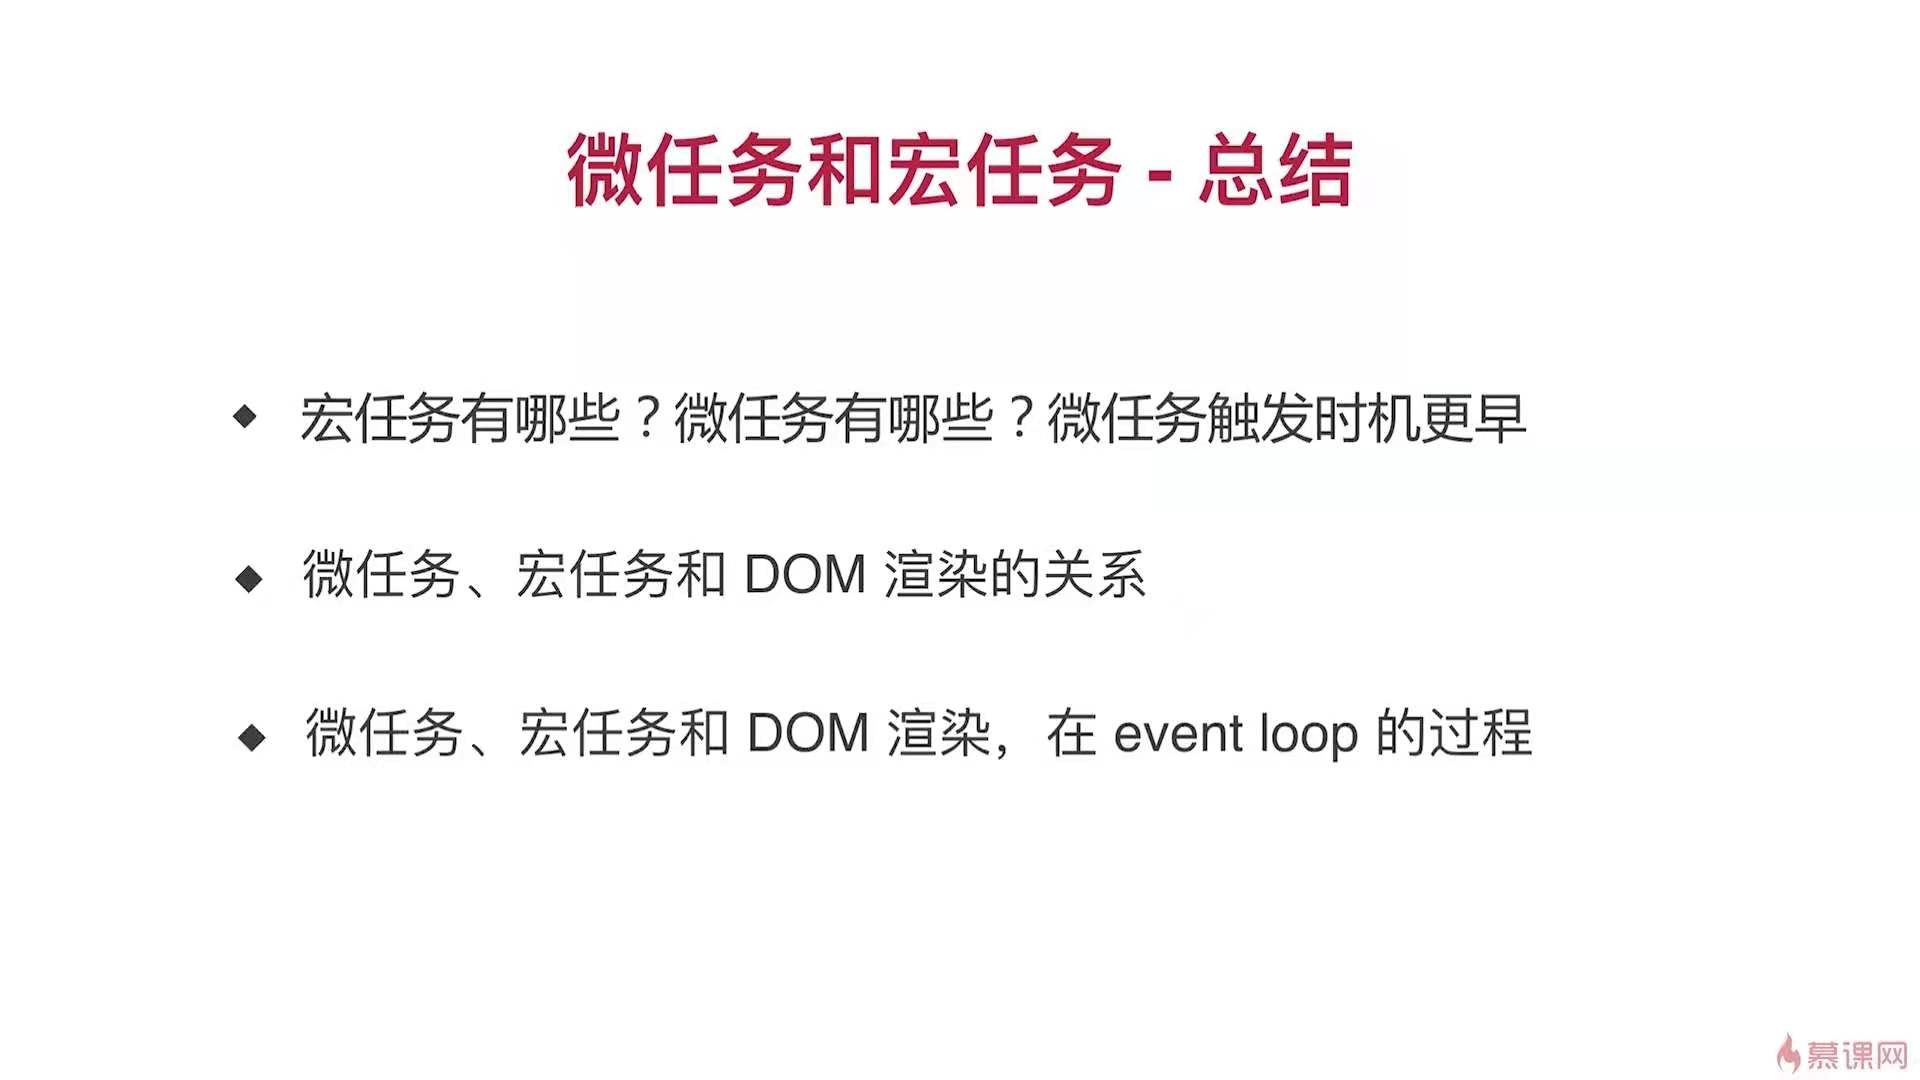 微任务和宏任务 - 总结
宏任务有哪些？微任务有哪些？微任务触发时机更早
微任务、宏任务和 DOM 渲染的关系
微任务、宏任务和 DOM 渲染，在 event loop 的过程
慕课网